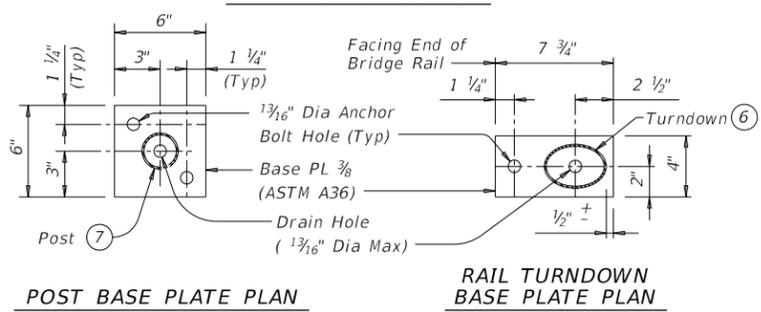 6"
3"
1 ¼"
(Typ)
1 ¼"
(Typ)
6"
3"
Post 7
POST BASE PLATE PLAN
13/16" Dia Anchor
Bolt Hole (Typ)
Base PL ⅜
(ASTM A36)
Drain Hole
( 13/16" Dia Max)
Facing End of
Bridge Rail
7 ¾"
1 ¼"
2 ½"
Turndown 6
4"
2"
½" ±
RAIL TURNDOWN
BASE PLATE PLAN